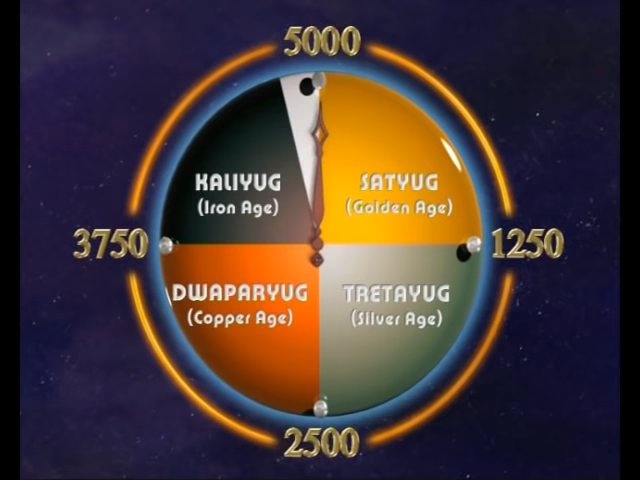 5000
KALIYUG
(Iron Age)
SATYUG
(Golden Age)
3750
1250
DWAPARYUG
(Copper Age)
TRETAYUG
(Silver Age)
2500